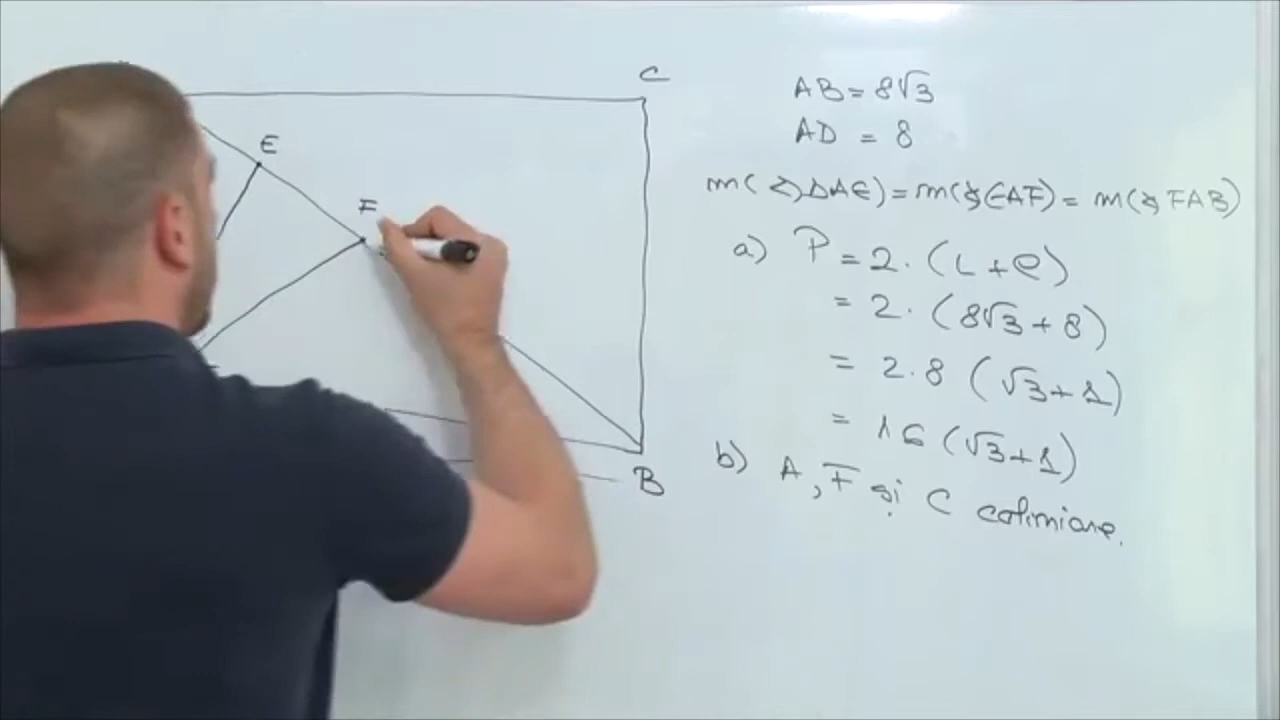 C
E
F
B
AB = 8√3
AD = 8
m(∢DAE) = m(∢EAF) = m(∢FAB)
a) P = 2 · (L + l)
= 2 · (8√3 + 8)
= 2 · 8 (√3 + 1)
= 16 (√3 + 1)
b) A, F și C coliniare.